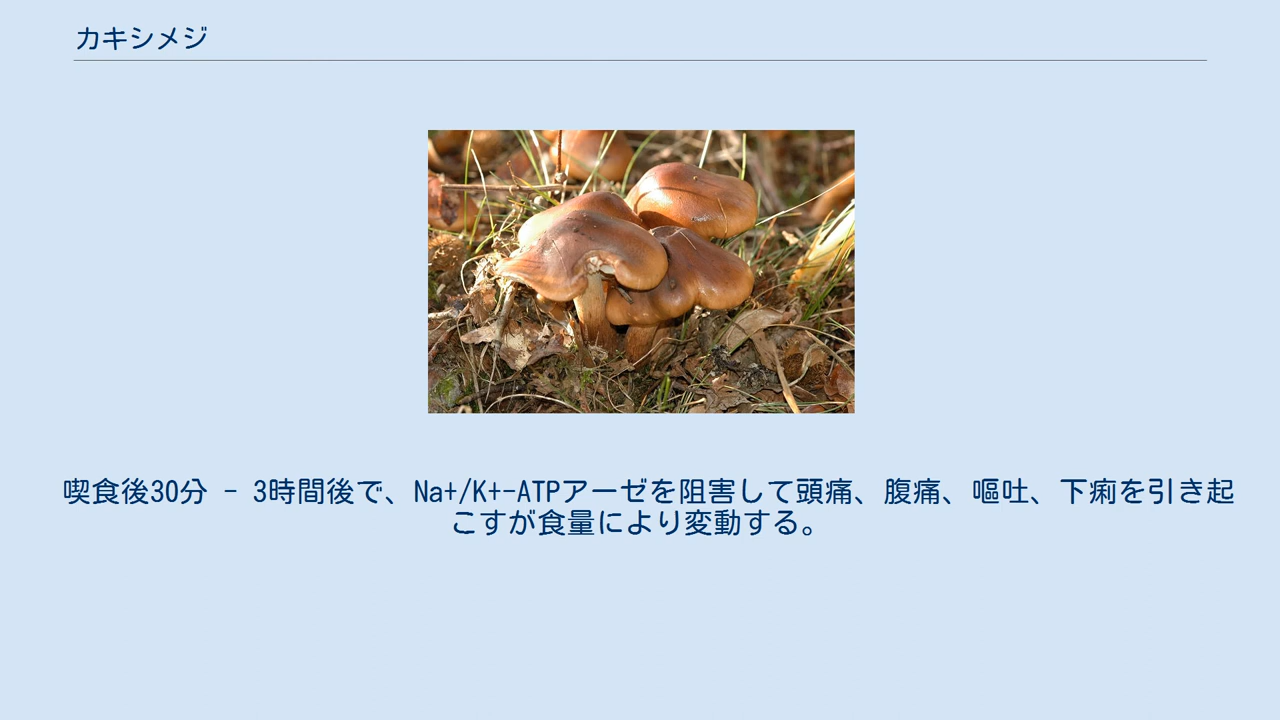 カキシメジ
喫食後30分 - 3時間後で、Na+/K+-ATPアーゼを阻害して頭痛、腹痛、嘔吐、下痢を引き起
こすが食量により変動する。